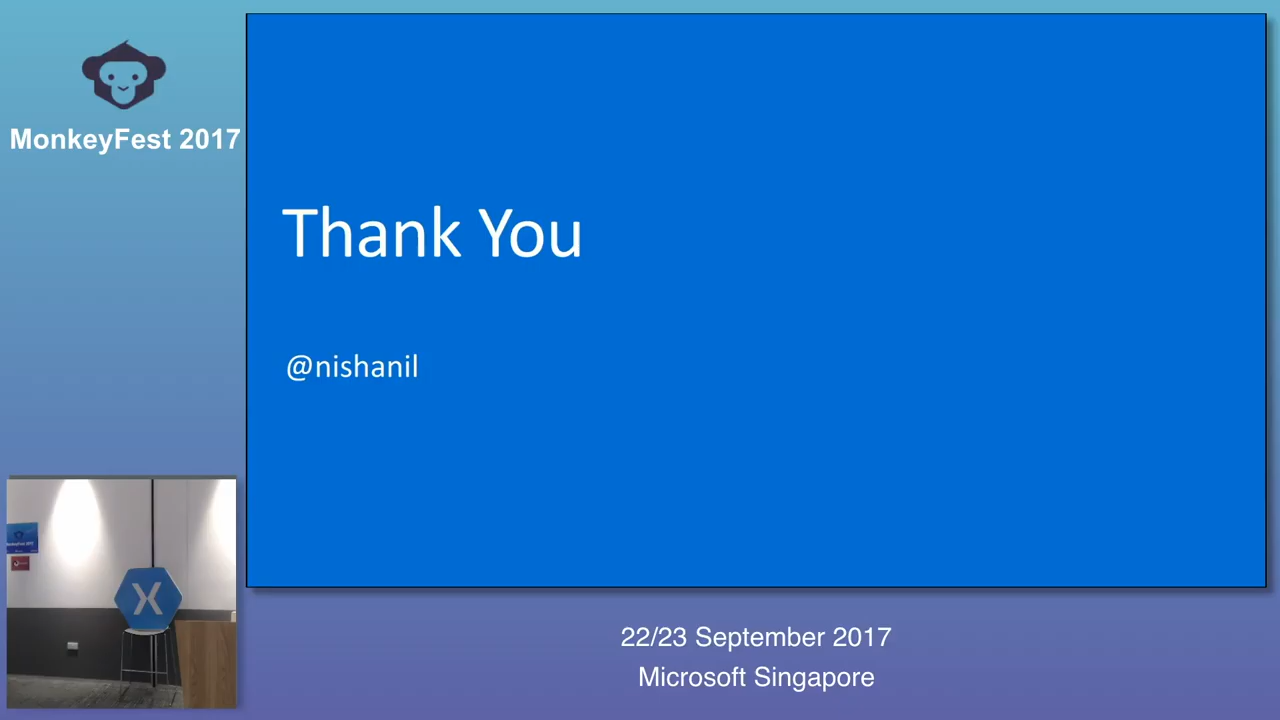 MonkeyFest 2017
Thank You
@nishanil
X
22/23 September 2017
Microsoft Singapore